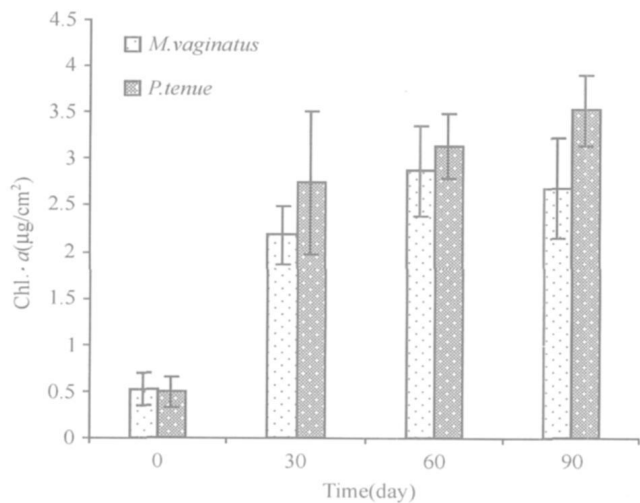 4.5
4
3.5
3
2.5
2
1.5
1
0.5
0
Chl.· a(μg/cm²)
M.vaginatus
P.tenue
0 30 60 90
Time(day)